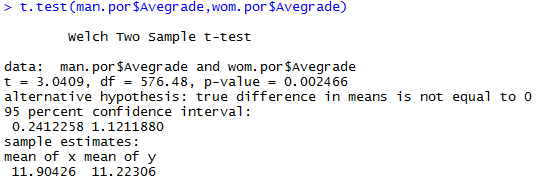 > t.test(man.por$Avegrade,wom.por$Avegrade)
Welch Two Sample t-test
data:  man.por$Avegrade and wom.por$Avegrade
t = 3.0409, df = 576.48, p-value = 0.002466
alternative hypothesis: true difference in means is not equal to 0
95 percent confidence interval:
 0.2412258 1.1211880
sample estimates:
mean of x mean of y
 11.90426  11.22306